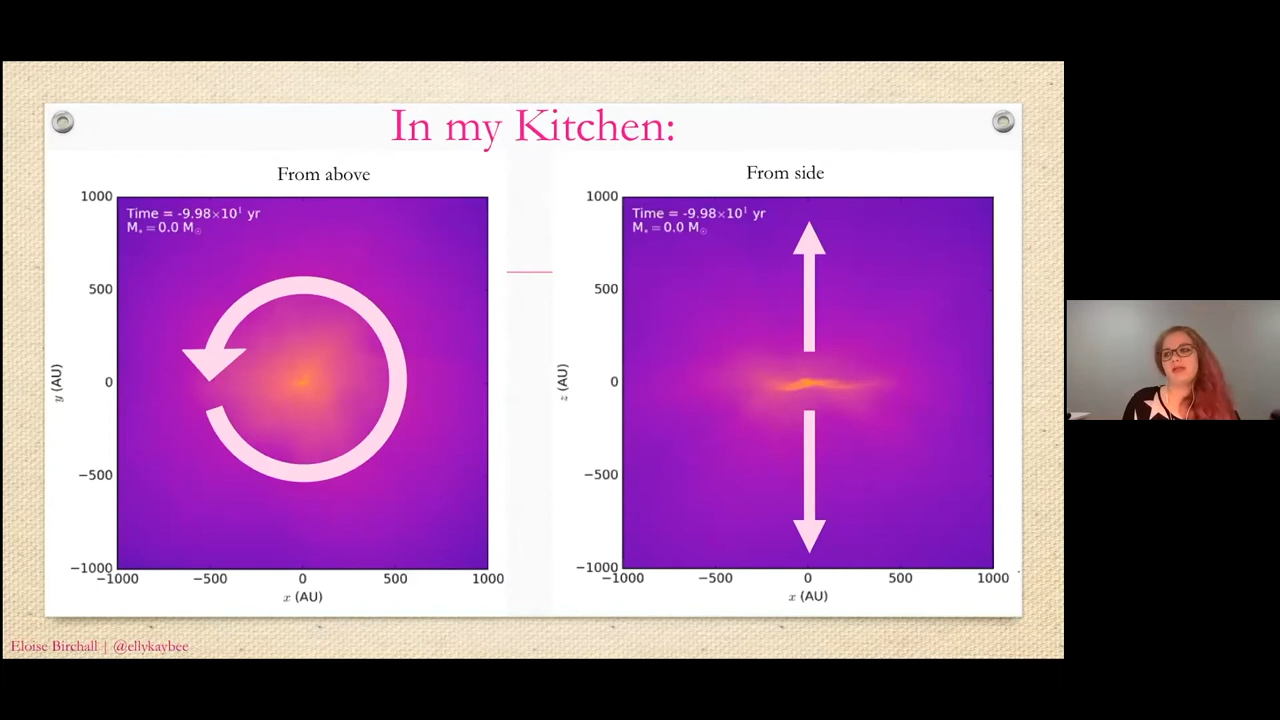 In my Kitchen:
From above
1000
500
0
−500
−1000
y (AU)
Time = -9.98×10¹ yr
M⁎ = 0.0 M☉
−1000 −500 0 500 1000
x (AU)
From side
1000
500
0
−500
−1000
z (AU)
Time = -9.98×10¹ yr
M⁎ = 0.0 M☉
−1000 −500 0 500 1000
x (AU)
Eloise Birchall | @ellykaybee